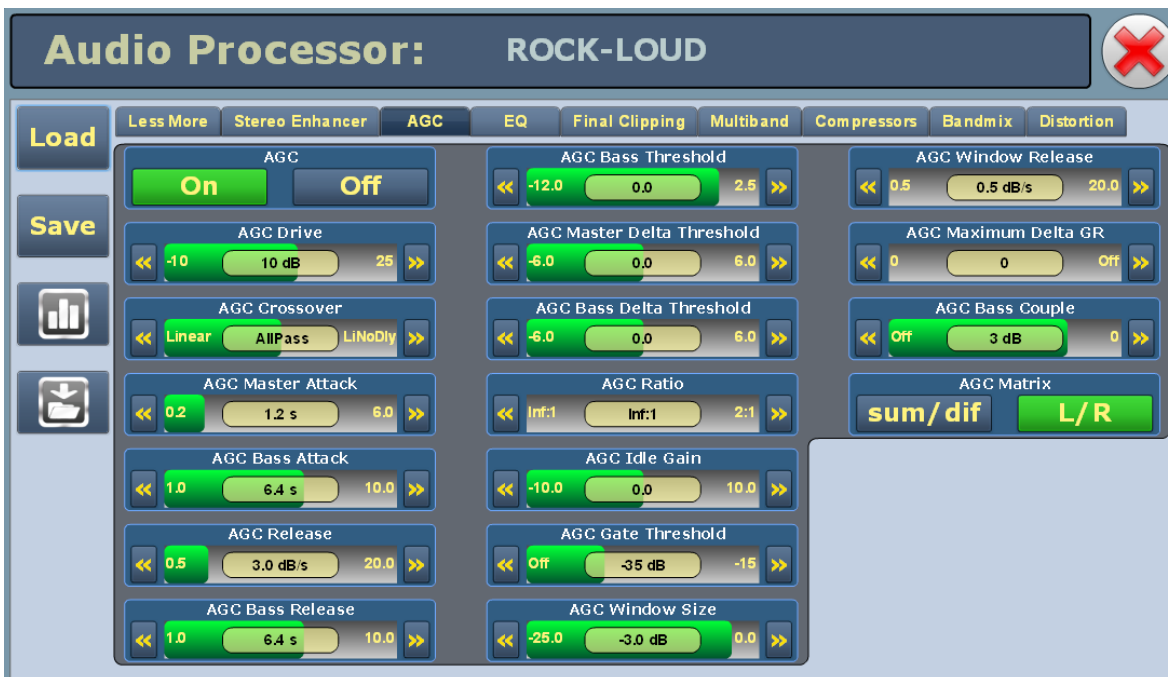 Audio Processor: ROCK-LOUD
Load
Save
Less More Stereo Enhancer AGC EQ Final Clipping Multiband Compressors Bandmix Distortion
AGC
On Off
AGC Drive
« -10 10 dB 25 »
AGC Crossover
« Linear AllPass LiNoDly »
AGC Master Attack
« 0.2 1.2 s 6.0 »
AGC Bass Attack
« 1.0 6.4 s 10.0 »
AGC Release
« 0.5 3.0 dB/s 20.0 »
AGC Bass Release
« 1.0 6.4 s 10.0 »
AGC Bass Threshold
« -12.0 0.0 2.5 »
AGC Master Delta Threshold
« -6.0 0.0 6.0 »
AGC Bass Delta Threshold
« -6.0 0.0 6.0 »
AGC Ratio
« Inf:1 Inf:1 2:1 »
AGC Idle Gain
« -10.0 0.0 10.0 »
AGC Gate Threshold
« Off -35 dB -15 »
AGC Window Size
« -25.0 -3.0 dB 0.0 »
AGC Window Release
« 0.5 0.5 dB/s 20.0 »
AGC Maximum Delta GR
« 0 0 Off »
AGC Bass Couple
« Off 3 dB 0 »
AGC Matrix
sum/dif L/R